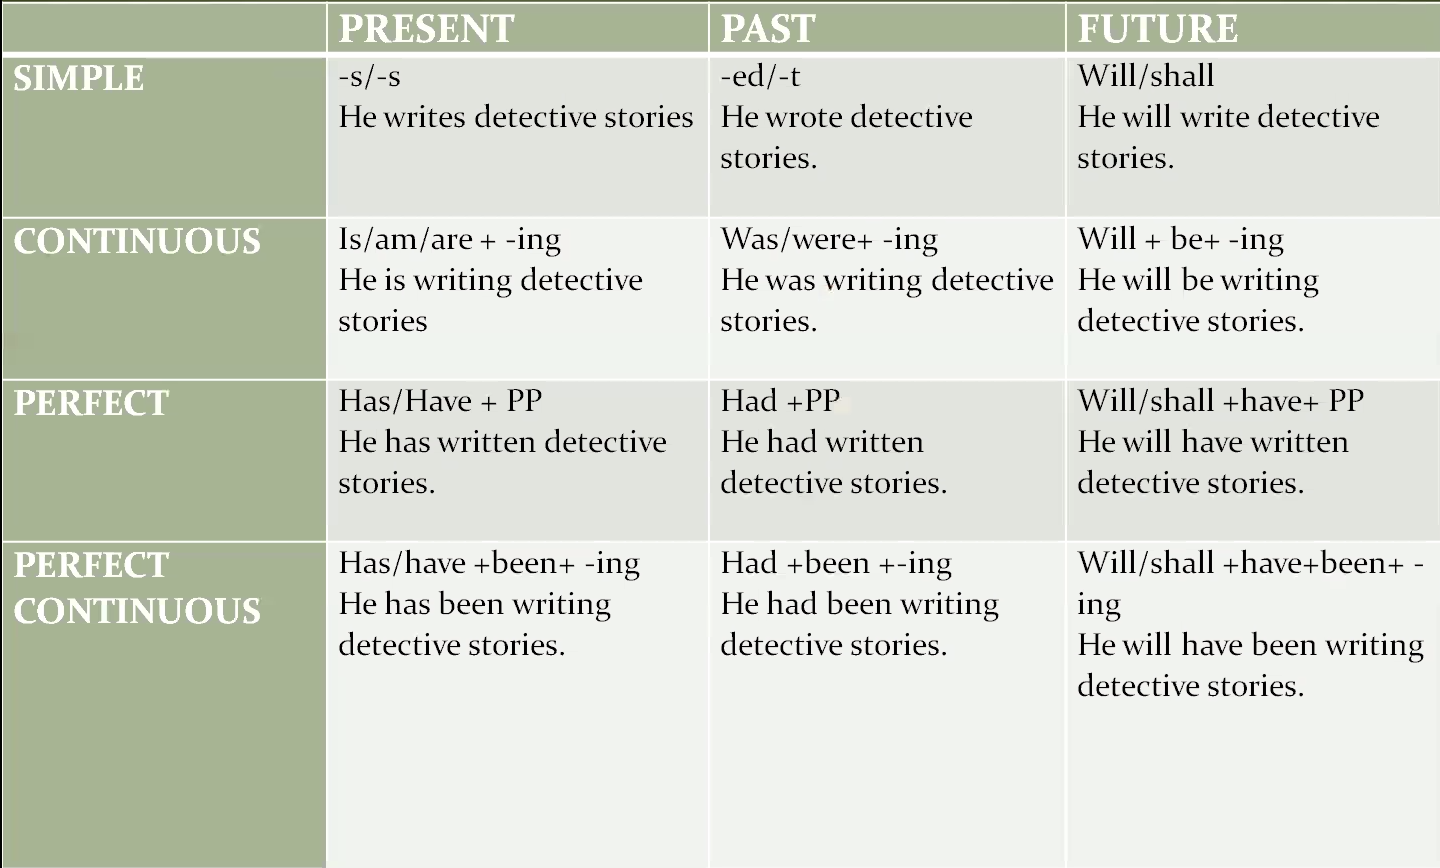 PRESENT PAST FUTURE
SIMPLE
-s/-s
He writes detective stories
-ed/-t
He wrote detective
stories.
Will/shall
He will write detective
stories.
CONTINUOUS
Is/am/are + -ing
He is writing detective
stories
Was/were+ -ing
He was writing detective
stories.
Will + be+ -ing
He will be writing
detective stories.
PERFECT
Has/Have + PP
He has written detective
stories.
Had +PP
He had written
detective stories.
Will/shall +have+ PP
He will have written
detective stories.
PERFECT
CONTINUOUS
Has/have +been+ -ing
He has been writing
detective stories.
Had +been +-ing
He had been writing
detective stories.
Will/shall +have+been+ -
ing
He will have been writing
detective stories.